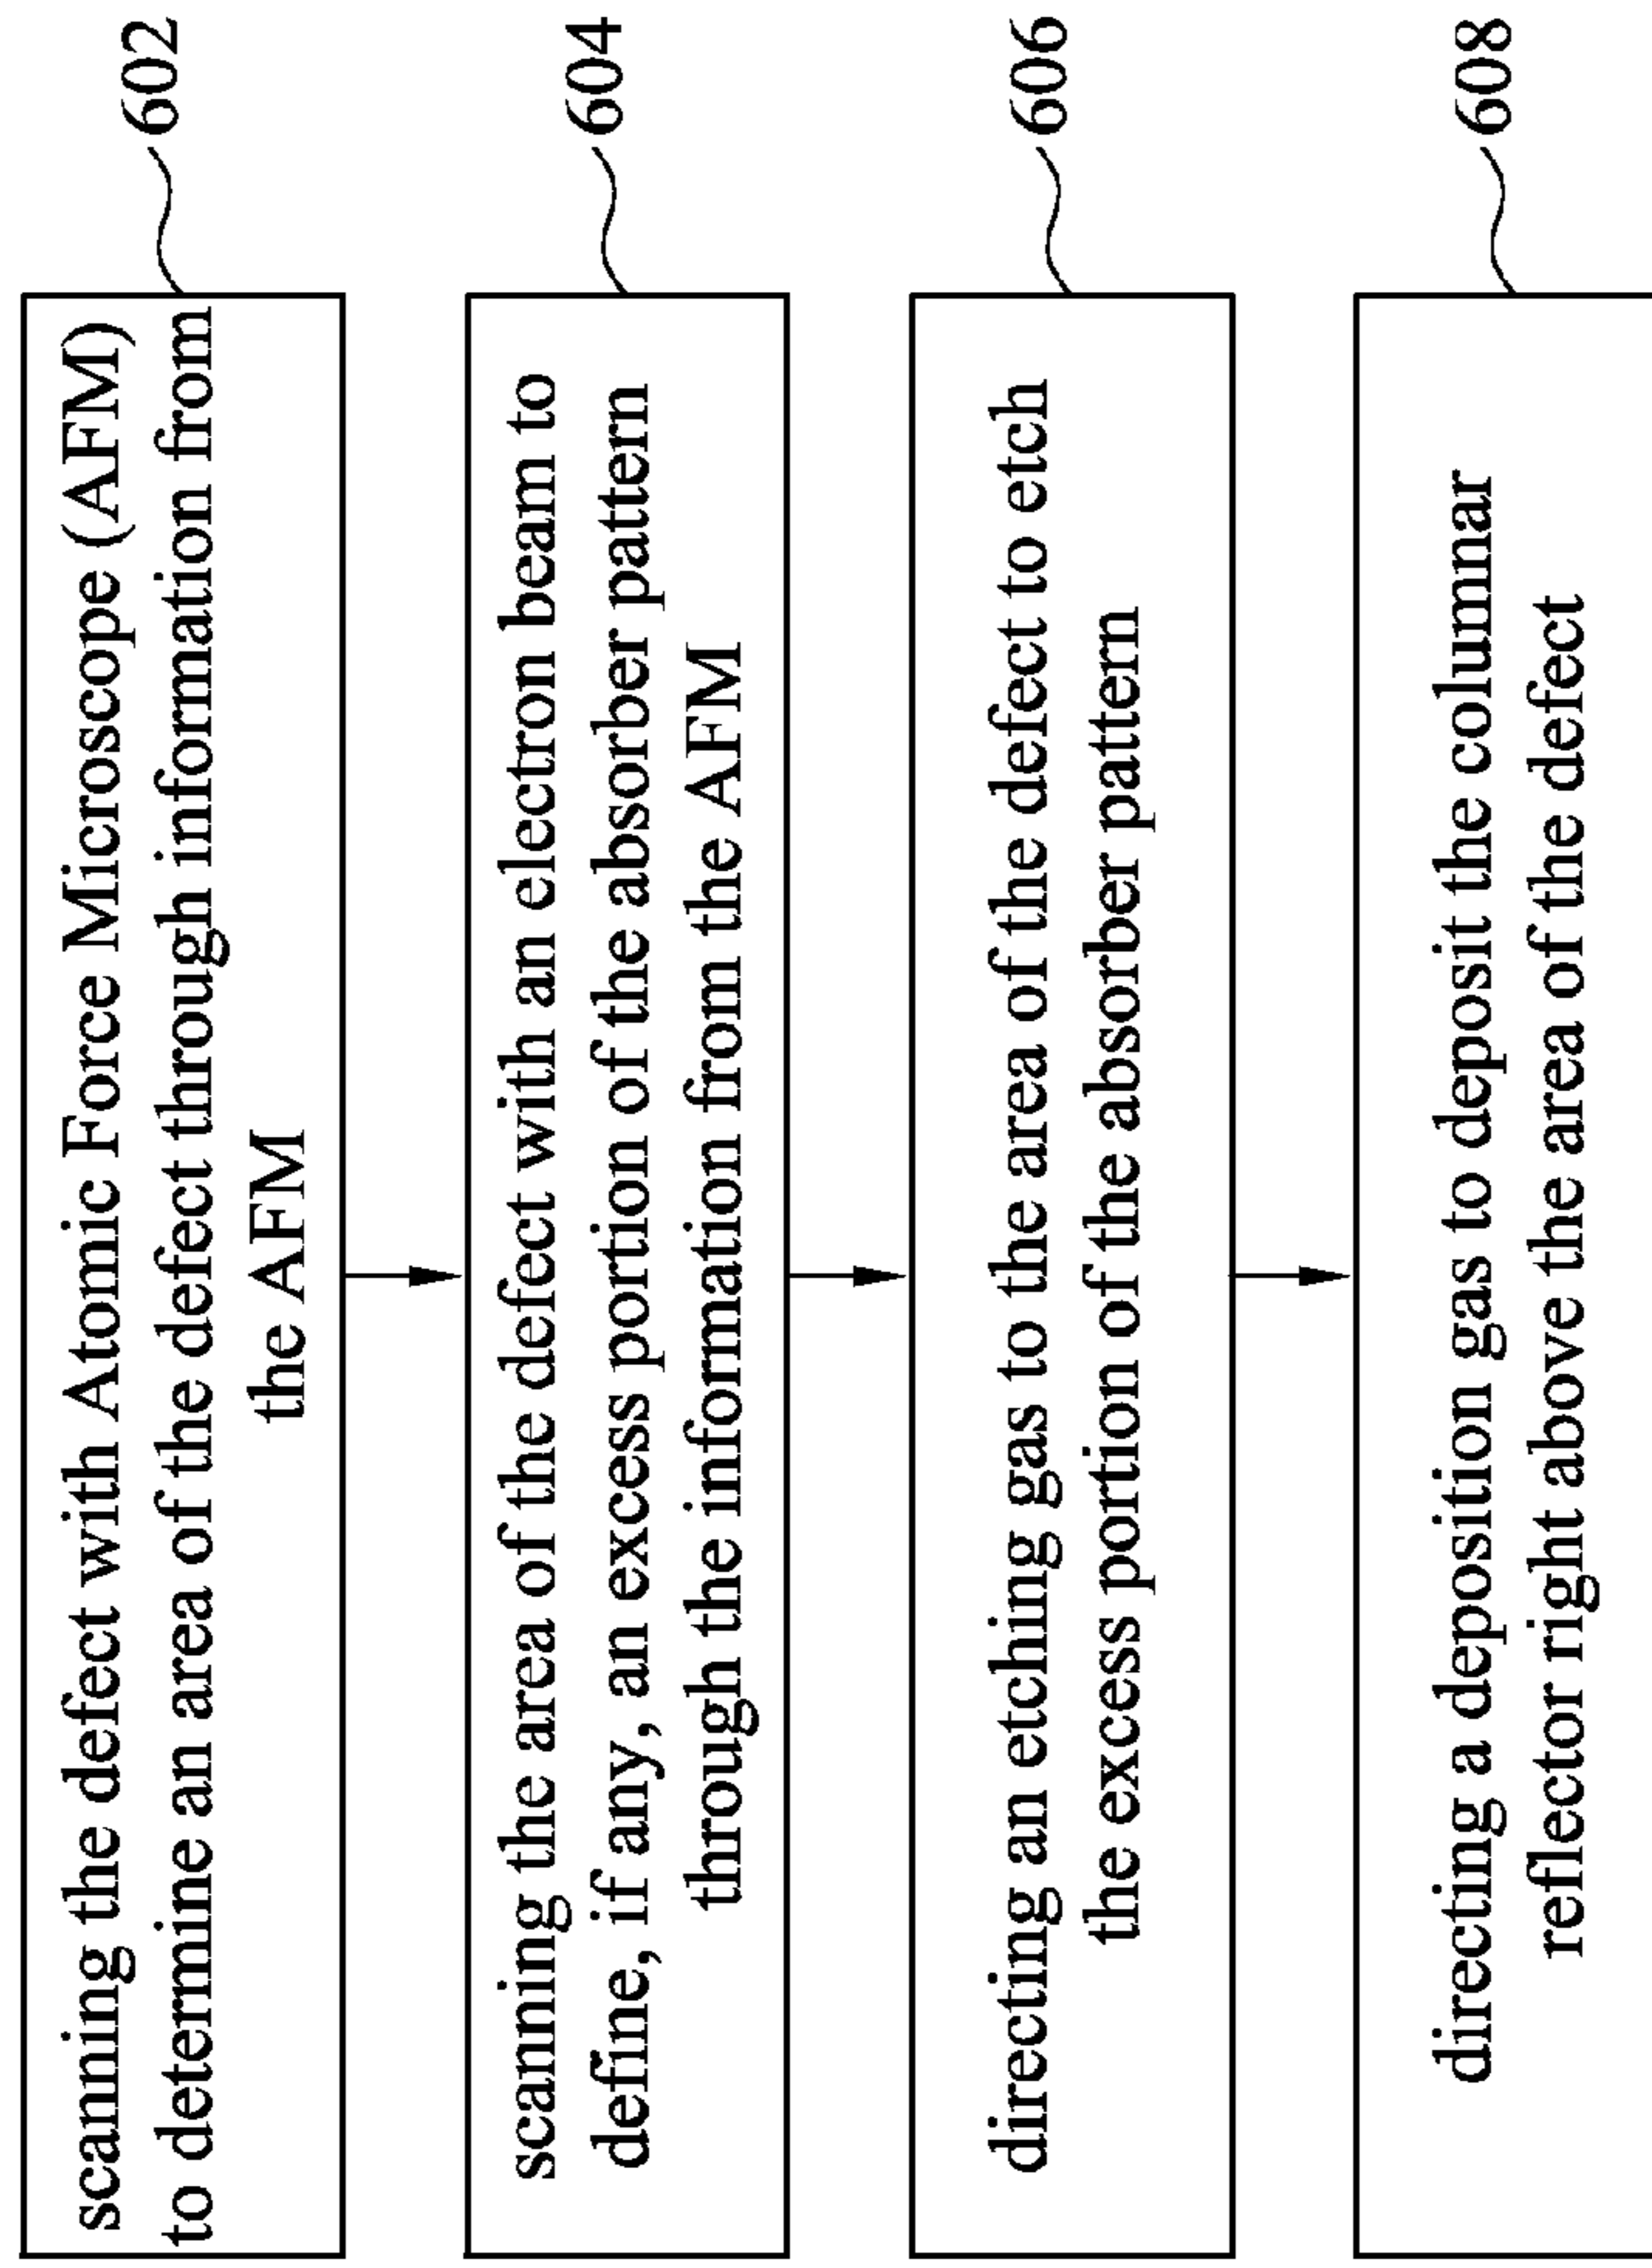 scanning the defect with Atomic Force Microscope (AFM)
to determine an area of the defect through information from
the AFM
602
scanning the area of the defect with an electron beam to
define, if any, an excess portion of the absorber pattern
through the information from the AFM
604
directing an etching gas to the area of the defect to etch
the excess portion of the absorber pattern
606
directing a deposition gas to deposit the columnar
reflector right above the area of the defect
608